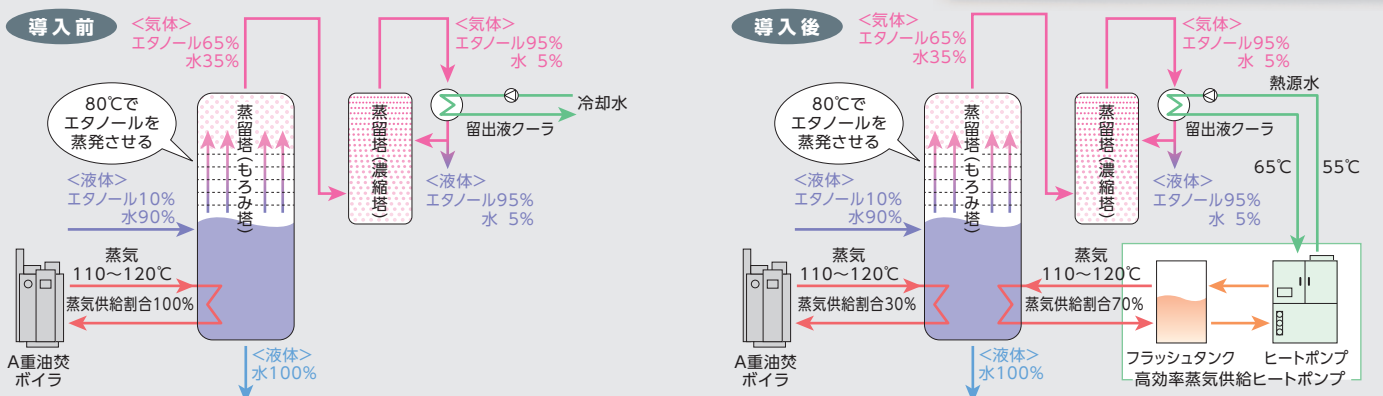 導入前
<気体>
エタノール65%
水35%
<気体>
エタノール95%
水 5%
80℃で
エタノールを
蒸発させる
蒸留塔(もろみ塔)
蒸留塔(濃縮塔)
冷却水
留出液クーラ
<液体>
エタノール10%
水90%
<液体>
エタノール95%
水 5%
蒸気
110〜120℃
蒸気供給割合100%
A重油焚
ボイラ
<液体>
水100%
導入後
<気体>
エタノール65%
水35%
<気体>
エタノール95%
水 5%
80℃で
エタノールを
蒸発させる
蒸留塔(もろみ塔)
蒸留塔(濃縮塔)
熱源水
留出液クーラ
65℃
55℃
<液体>
エタノール10%
水90%
<液体>
エタノール95%
水 5%
蒸気
110〜120℃
蒸気供給割合30%
蒸気
110〜120℃
蒸気供給割合70%
A重油焚
ボイラ
<液体>
水100%
フラッシュタンク
ヒートポンプ
高効率蒸気供給ヒートポンプ